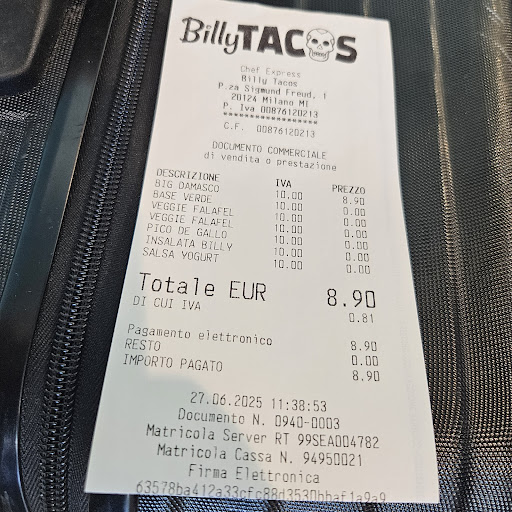 BillyTACOS
Chef Express
Billy Tacos
P.za Sigmund Freud, 1
20124 Milano MI
P. Iva 00876120213
******************
C.F. 00876120213
DOCUMENTO COMMERCIALE
di vendita o prestazione
DESCRIZIONE IVA PREZZO
BIG DAMASCO 10.00 8.90
BASE VERDE 10.00 0.00
VEGGIE FALAFEL 10.00 0.00
VEGGIE FALAFEL 10.00 0.00
PICO DE GALLO 10.00 0.00
INSALATA BILLY 10.00 0.00
SALSA YOGURT 10.00 0.00
Totale EUR 8.90
DI CUI IVA 0.81
Pagamento elettronico 8.90
RESTO 0.00
IMPORTO PAGATO 8.90
27.06.2025 11:38:53
Documento N. 0940-0003
Matricola Server RT 99SEA004782
Matricola Cassa N. 94950021
Firma Elettronica